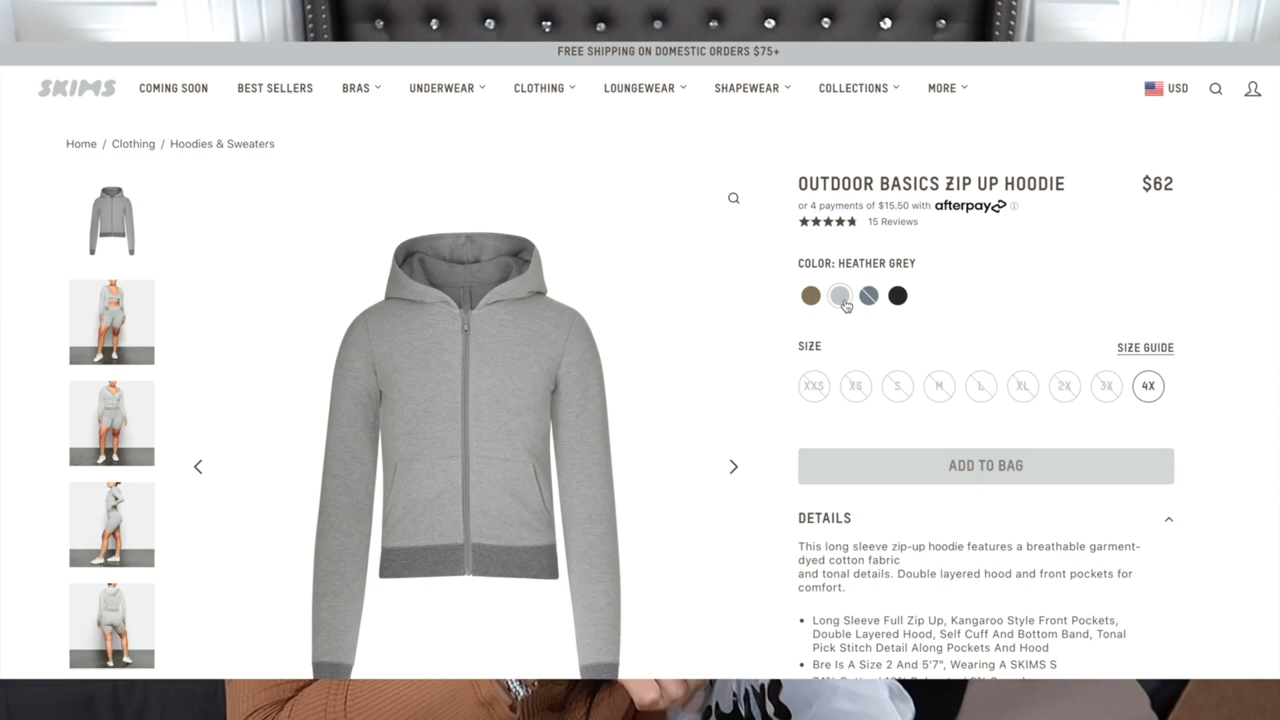 FREE SHIPPING ON DOMESTIC ORDERS $75+
SKIMS
COMING SOON
BEST SELLERS
BRAS
UNDERWEAR
CLOTHING
LOUNGEWEAR
SHAPEWEAR
COLLECTIONS
MORE
USD
Home / Clothing / Hoodies & Sweaters
OUTDOOR BASICS ZIP UP HOODIE
$62
or 4 payments of $15.50 with afterpay
15 Reviews
COLOR: HEATHER GREY
SIZE
SIZE GUIDE
XXS XS S M L XL 2X 3X 4X
ADD TO BAG
DETAILS
This long sleeve zip-up hoodie features a breathable garment-
dyed cotton fabric
and tonal details. Double layered hood and front pockets for
comfort.
• Long Sleeve Full Zip Up, Kangaroo Style Front Pockets,
Double Layered Hood, Self Cuff And Bottom Band, Tonal
Pick Stitch Detail Along Pockets And Hood
• Bre Is A Size 2 And 5'7", Wearing A SKIMS S